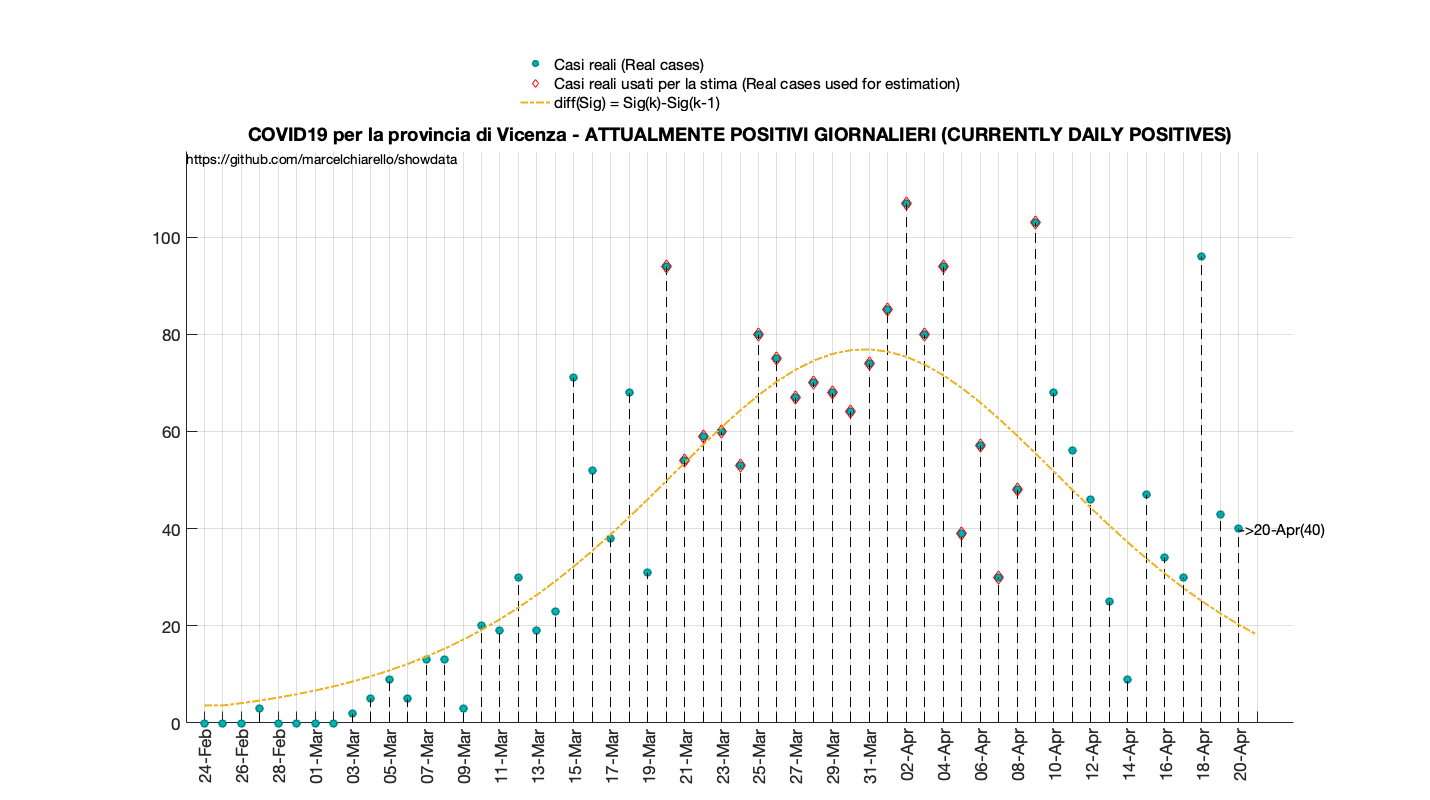 Casi reali (Real cases)
Casi reali usati per la stima (Real cases used for estimation)
diff(Sig) = Sig(k)-Sig(k-1)
COVID19 per la provincia di Vicenza - ATTUALMENTE POSITIVI GIORNALIERI (CURRENTLY DAILY POSITIVES)
https://github.com/marcelchiarello/showdata
100
80
60
40
20
0
->20-Apr(40)
24-Feb
26-Feb
28-Feb
01-Mar
03-Mar
05-Mar
07-Mar
09-Mar
11-Mar
13-Mar
15-Mar
17-Mar
19-Mar
21-Mar
23-Mar
25-Mar
27-Mar
29-Mar
31-Mar
02-Apr
04-Apr
06-Apr
08-Apr
10-Apr
12-Apr
14-Apr
16-Apr
18-Apr
20-Apr